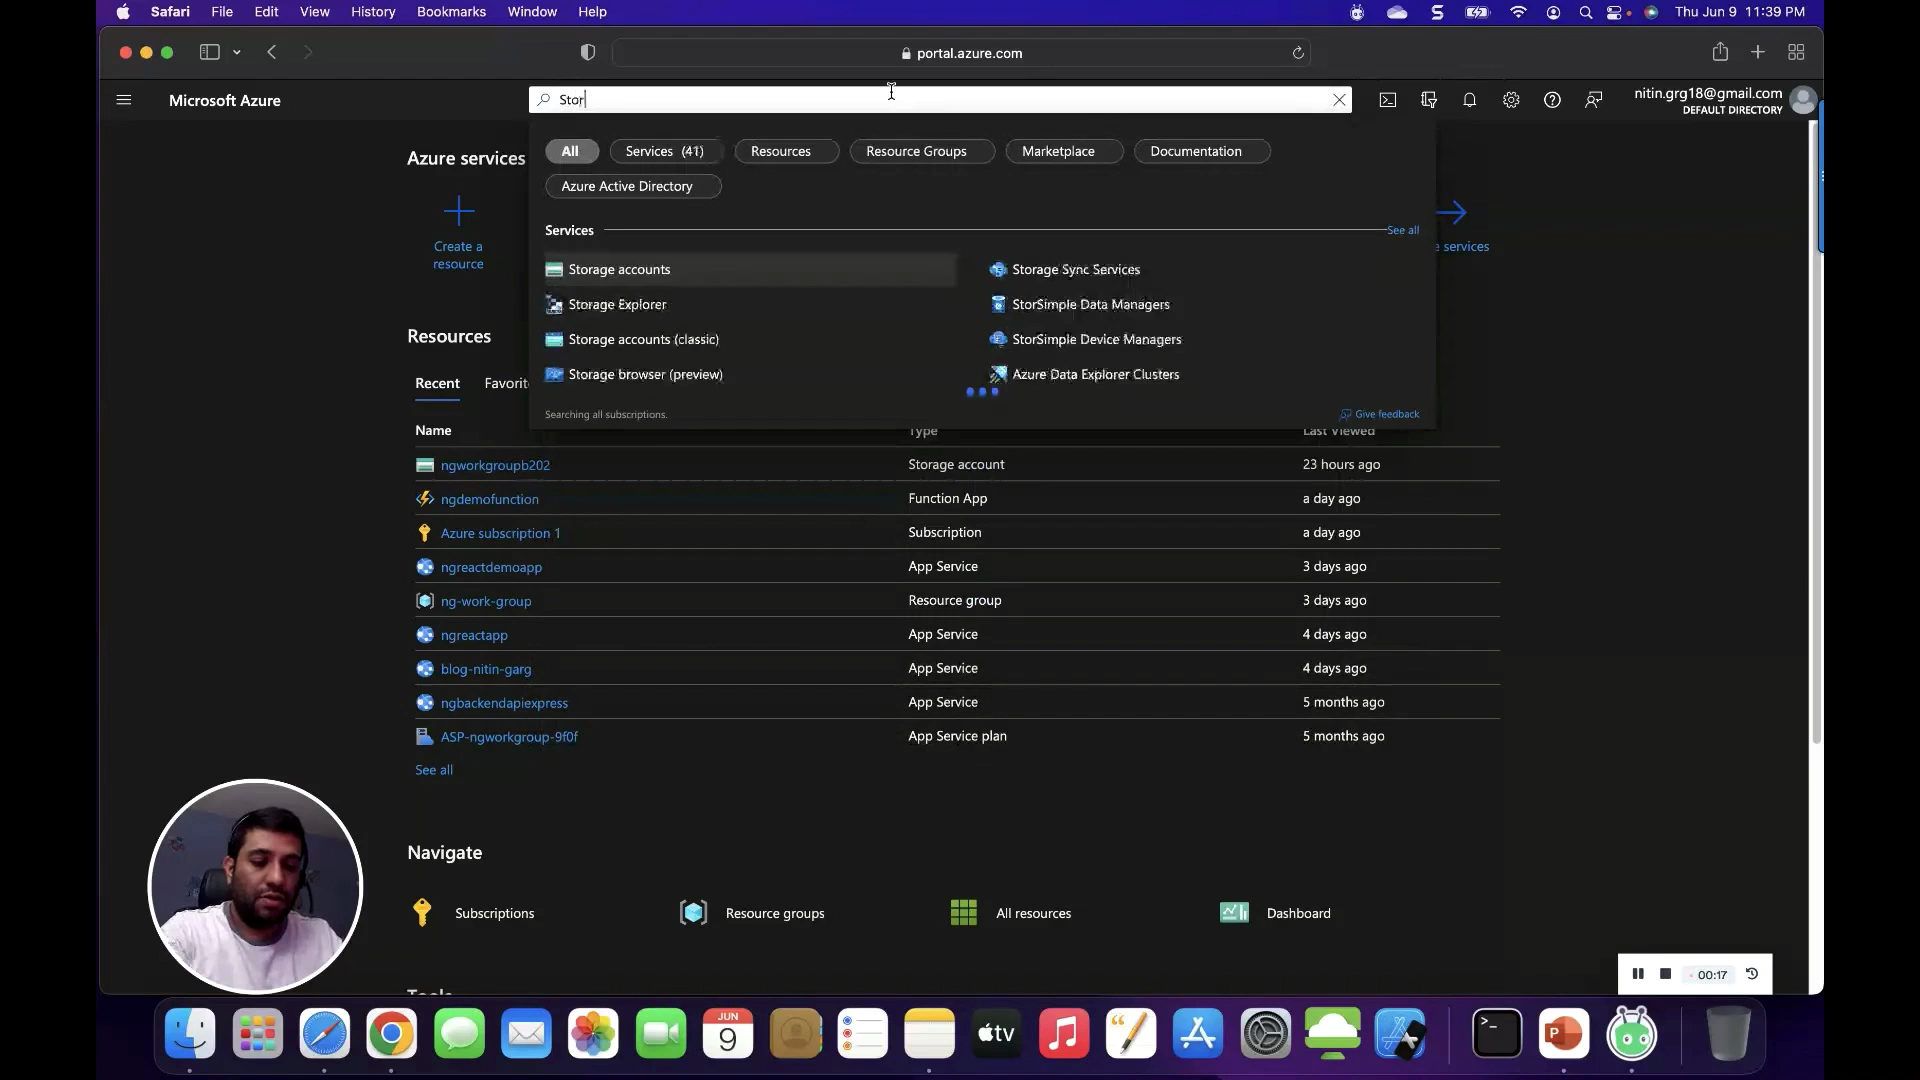 Safari File Edit View History Bookmarks Window Help Thu Jun 9 11:39 PM
portal.azure.com
Microsoft Azure
Stor
nitin.grg18@gmail.com
DEFAULT DIRECTORY
Azure services
All Services (41) Resources Resource Groups Marketplace Documentation
Azure Active Directory
Create a
resource
Services See all
e services
Storage accounts Storage Sync Services
Storage Explorer StorSimple Data Managers
Storage accounts (classic) StorSimple Device Managers
Storage browser (preview) Azure Data Explorer Clusters
Searching all subscriptions. Give feedback
Resources
Recent Favorit
Name Type Last Viewed
ngworkgroupb202 Storage account 23 hours ago
ngdemofunction Function App a day ago
Azure subscription 1 Subscription a day ago
ngreactdemoapp App Service 3 days ago
ng-work-group Resource group 3 days ago
ngreactapp App Service 4 days ago
blog-nitin-garg App Service 4 days ago
ngbackendapiexpress App Service 5 months ago
ASP-ngworkgroup-9f0f App Service plan 5 months ago
See all
Navigate
Subscriptions Resource groups All resources Dashboard
Tools
00:17
JUN
9
tv